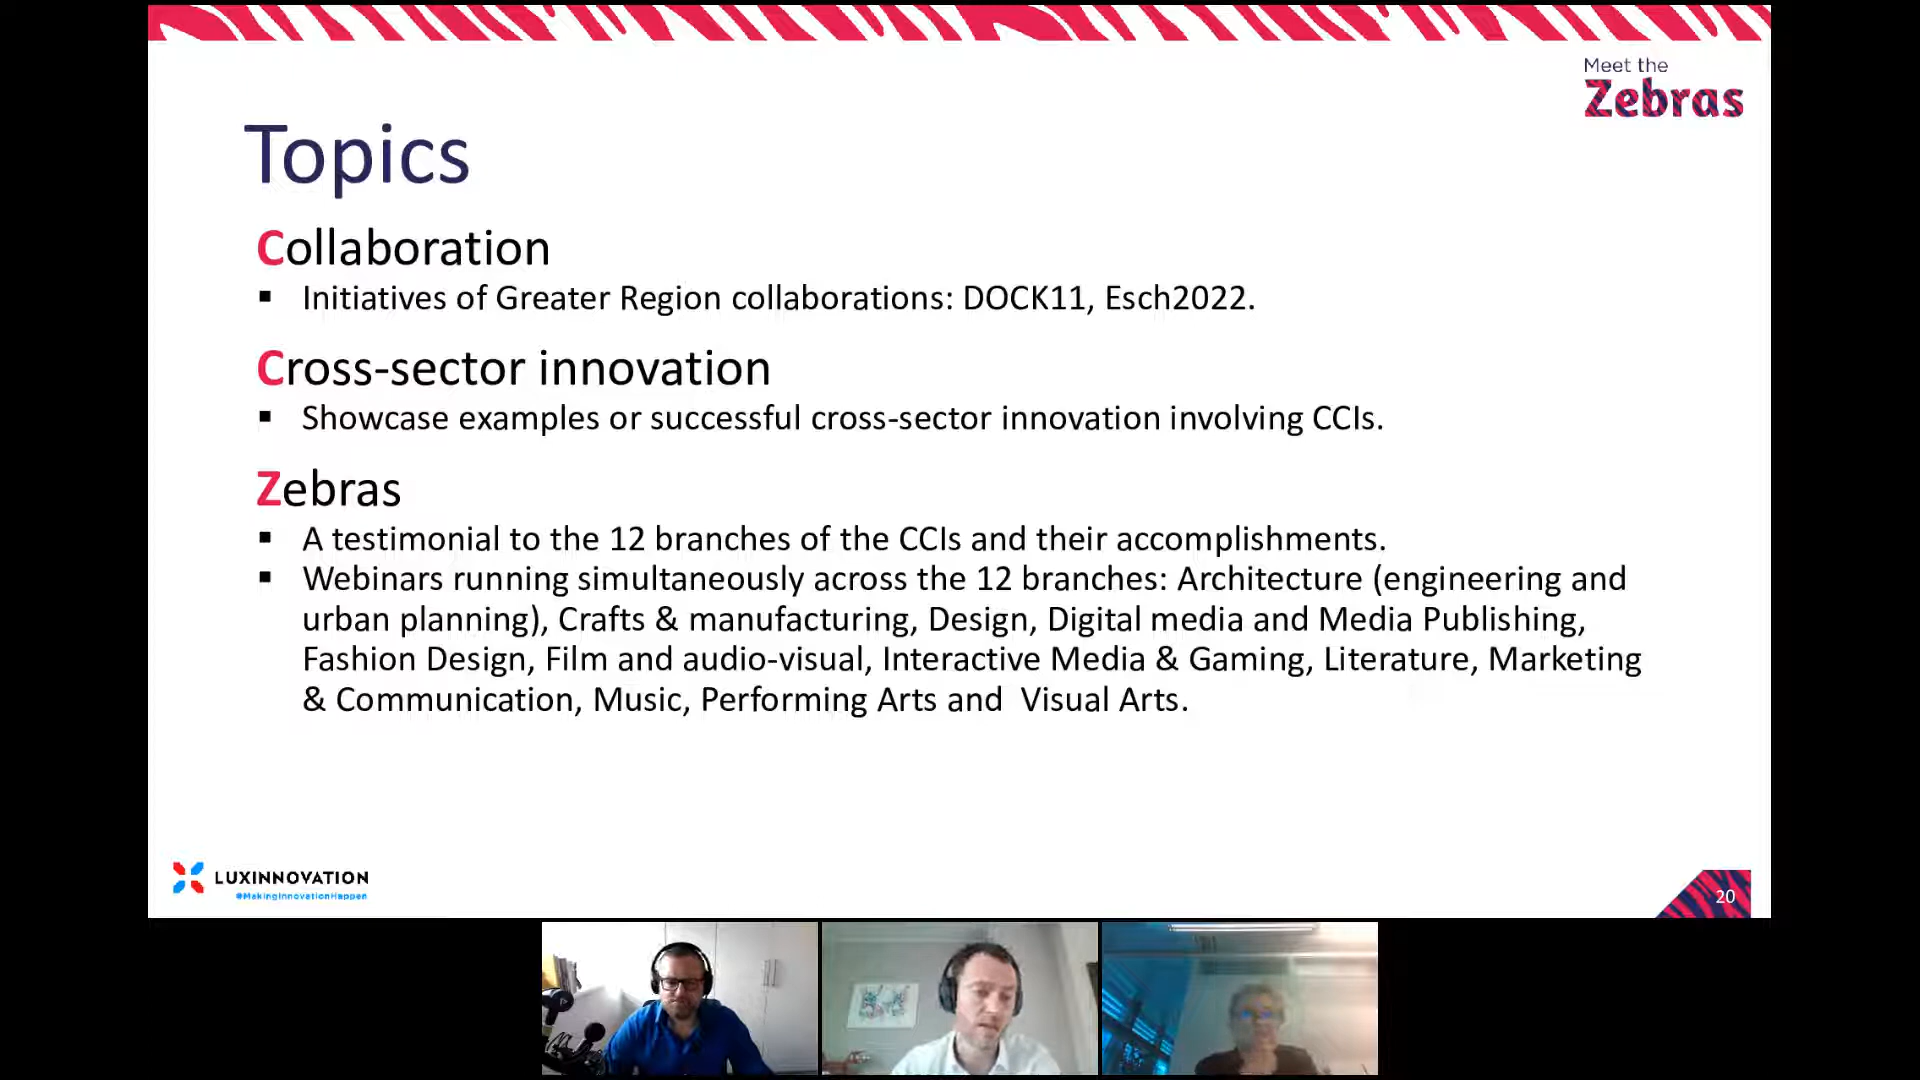 Meet the
Zebras
Topics
Collaboration
▪ Initiatives of Greater Region collaborations: DOCK11, Esch2022.
Cross-sector innovation
▪ Showcase examples or successful cross-sector innovation involving CCIs.
Zebras
▪ A testimonial to the 12 branches of the CCIs and their accomplishments.
▪ Webinars running simultaneously across the 12 branches: Architecture (engineering and
urban planning), Crafts & manufacturing, Design, Digital media and Media Publishing,
Fashion Design, Film and audio-visual, Interactive Media & Gaming, Literature, Marketing
& Communication, Music, Performing Arts and  Visual Arts.
LUXINNOVATION
#MakingInnovationHappen
20